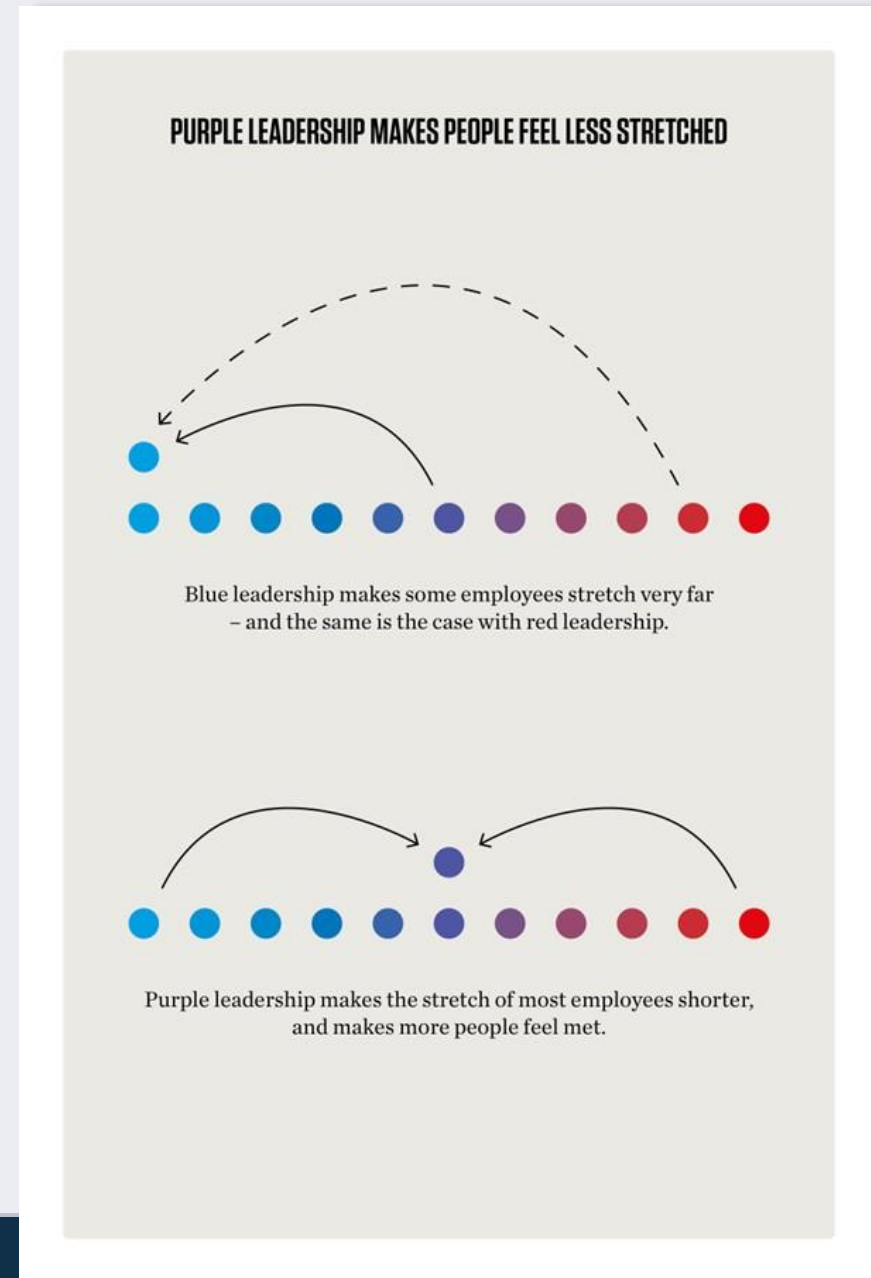 PURPLE LEADERSHIP MAKES PEOPLE FEEL LESS STRETCHED
Blue leadership makes some employees stretch very far
– and the same is the case with red leadership.
Purple leadership makes the stretch of most employees shorter,
and makes more people feel met.